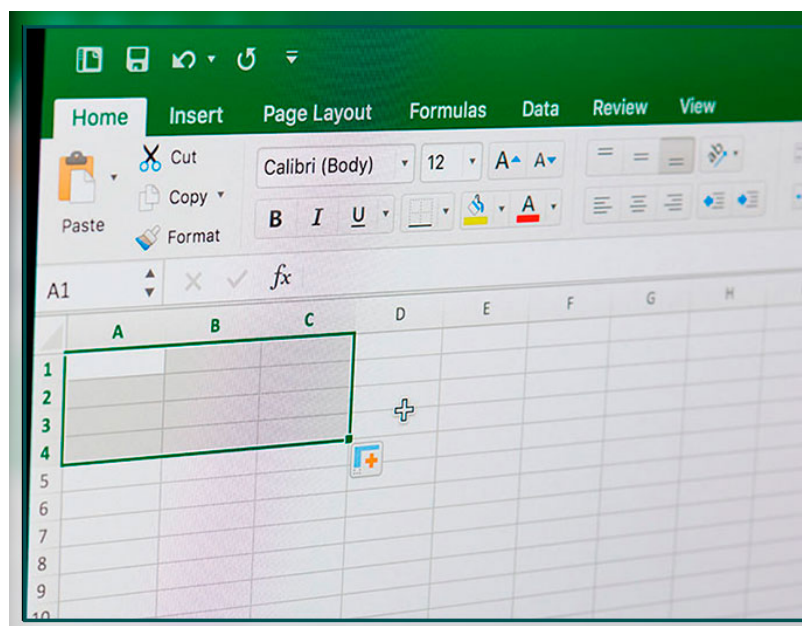 Home Insert Page Layout Formulas Data Review View
Cut
Calibri (Body) 12 A A
Copy
Paste
B I U A
Format
A1 fx
A B C D E F G H
1
2
3
4
5
6
7
8
9
10